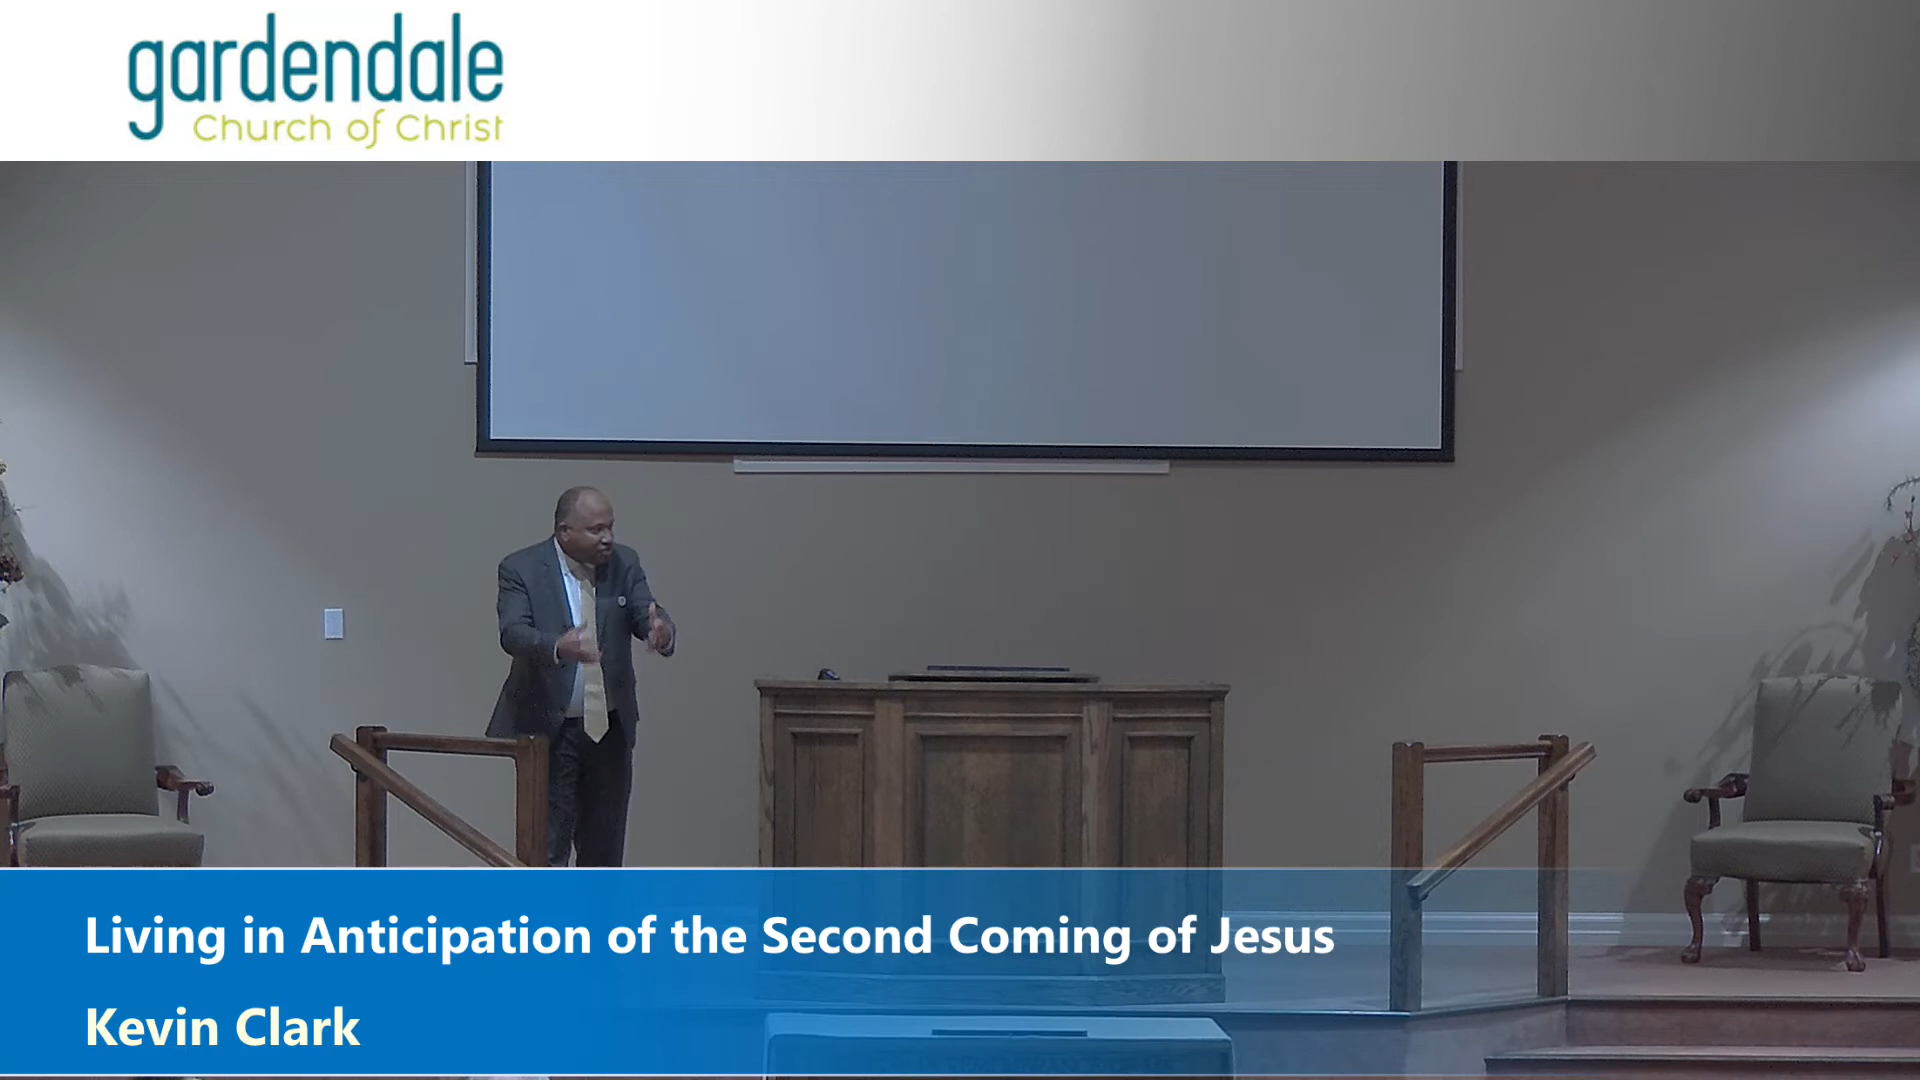 gardendale
Church of Christ
Living in Anticipation of the Second Coming of Jesus
Kevin Clark